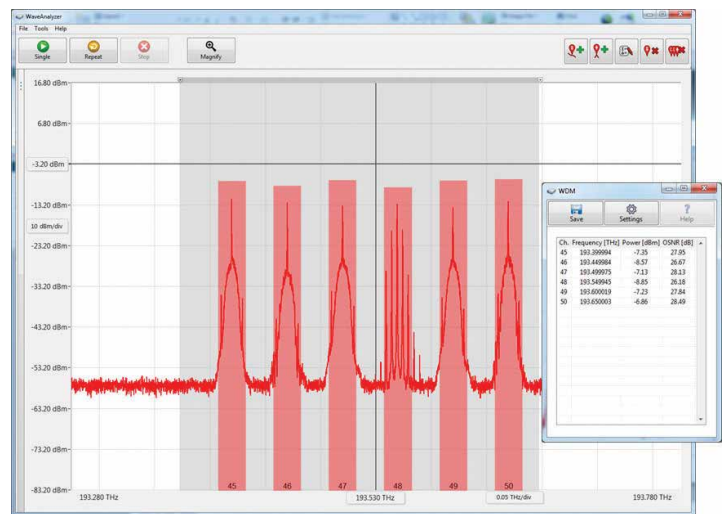 WaveAnalyzer
File Tools Help
Single Repeat Stop Magnify
16.80 dBm
6.80 dBm
-3.20 dBm
-13.20 dBm
10 dBm/div
-23.20 dBm
-33.20 dBm
-43.20 dBm
-53.20 dBm
-63.20 dBm
-73.20 dBm
-83.20 dBm
45 46 47 48 49 50
193.280 THz 193.530 THz 0.05 THz/div 193.780 THz
WDM
Save Settings Help
Ch. Frequency [THz] Power [dBm] OSNR [dB]
45 193.399994 -7.35 27.95
46 193.449984 -8.57 26.67
47 193.499975 -7.13 28.13
48 193.549945 -8.85 26.18
49 193.600019 -7.23 27.84
50 193.650003 -6.86 28.49